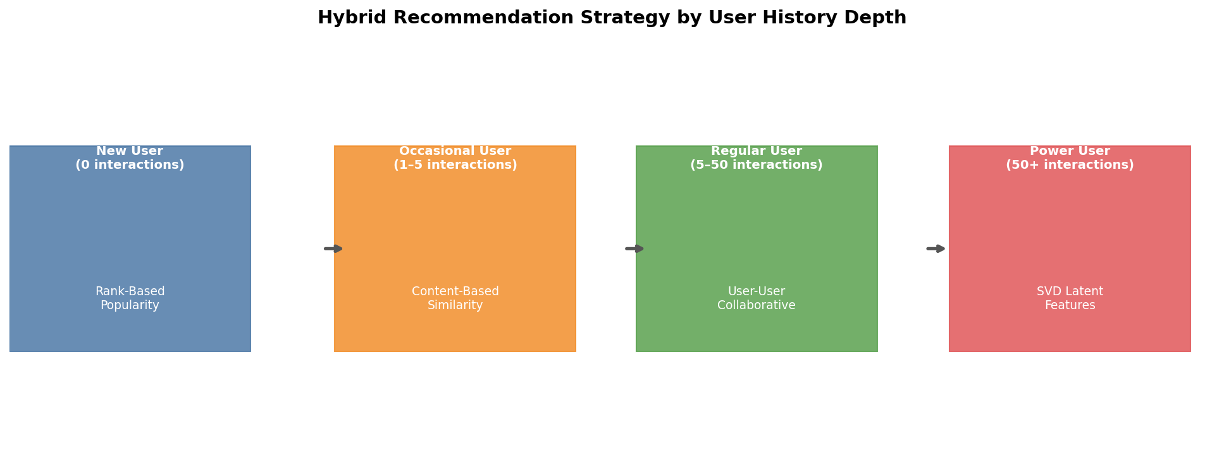 Hybrid Recommendation Strategy by User History Depth
New User
(0 interactions)
Rank-Based
Popularity
Occasional User
(1–5 interactions)
Content-Based
Similarity
Regular User
(5–50 interactions)
User-User
Collaborative
Power User
(50+ interactions)
SVD Latent
Features